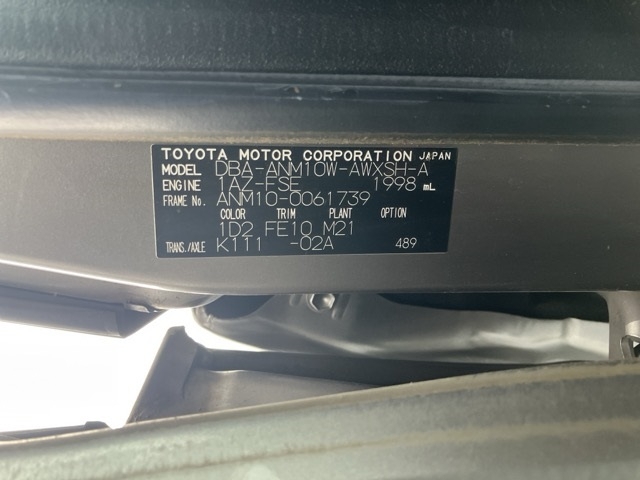 TOYOTA MOTOR CORPORATION JAPAN
MODEL DBA-ANM10W-AWXSH-A
ENGINE 1AZ-FSE 1998 mL
FRAME NO. ANM10-0061739
COLOR TRIM PLANT OPTION
1D2 FE10 M21
TRANS./AXLE K111 -02A 489